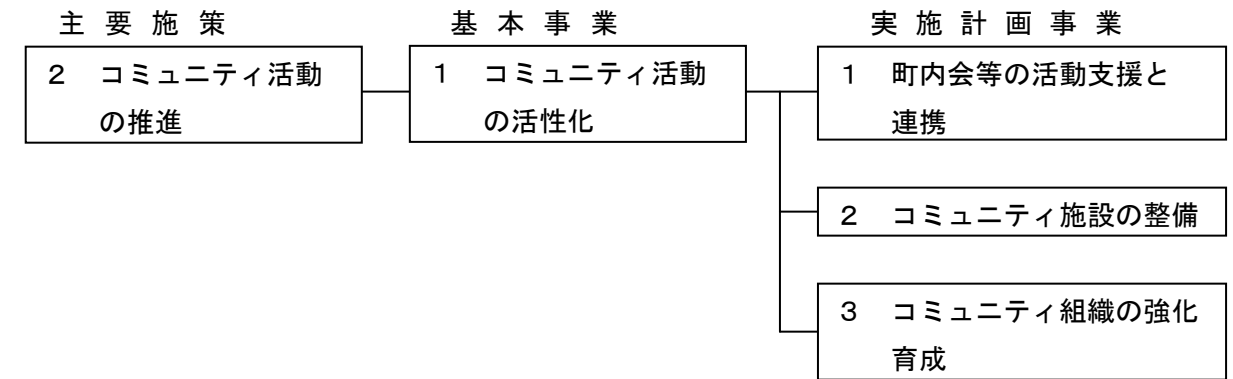 主要施策
基本事業
実施計画事業
２　コミュニティ活動
の推進
１　コミュニティ活動
の活性化
１　町内会等の活動支援と
連携
２　コミュニティ施設の整備
３　コミュニティ組織の強化
育成